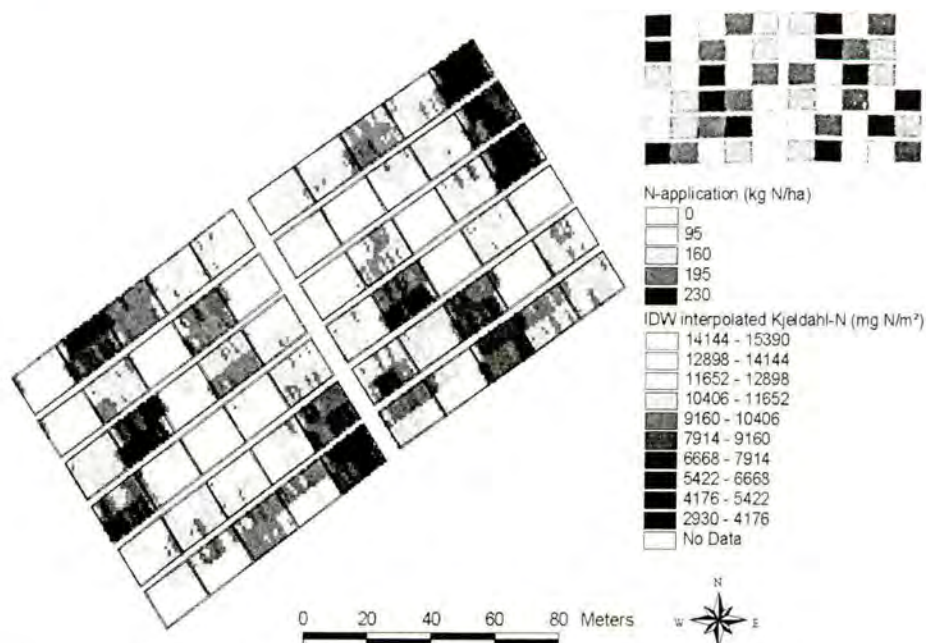 N-application (kg N/ha)
0
95
160
195
230
IDW interpolated Kjeldahl-N (mg N/m²)
14144 - 15390
12898 - 14144
11652 - 12898
10406 - 11652
9160 - 10406
7914 - 9160
6668 - 7914
5422 - 6668
4176 - 5422
2930 - 4176
No Data
0 20 40 60 80 Meters
N
W E
S